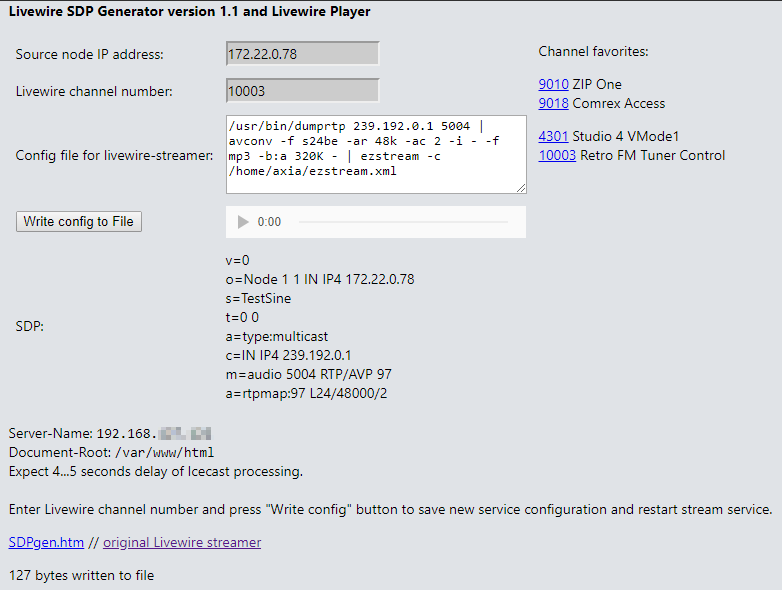 Livewire SDP Generator version 1.1 and Livewire Player
Source node IP address:
172.22.0.78
Livewire channel number:
10003
Config file for livewire-streamer:
/usr/bin/dumprtp 239.192.0.1 5004 |
avconv -f s24be -ar 48k -ac 2 -i - -f
mp3 -b:a 320K - | ezstream -c
/home/axia/ezstream.xml
Write config to File
0:00
SDP:
v=0
o=Node 1 1 IN IP4 172.22.0.78
s=TestSine
t=0 0
a=type:multicast
c=IN IP4 239.192.0.1
m=audio 5004 RTP/AVP 97
a=rtpmap:97 L24/48000/2
Channel favorites:
9010 ZIP One
9018 Comrex Access
4301 Studio 4 VMode1
10003 Retro FM Tuner Control
Server-Name: 192.168.
Document-Root: /var/www/html
Expect 4...5 seconds delay of Icecast processing.
Enter Livewire channel number and press "Write config" button to save new service configuration and restart stream service.
SDPgen.htm // original Livewire streamer
127 bytes written to file